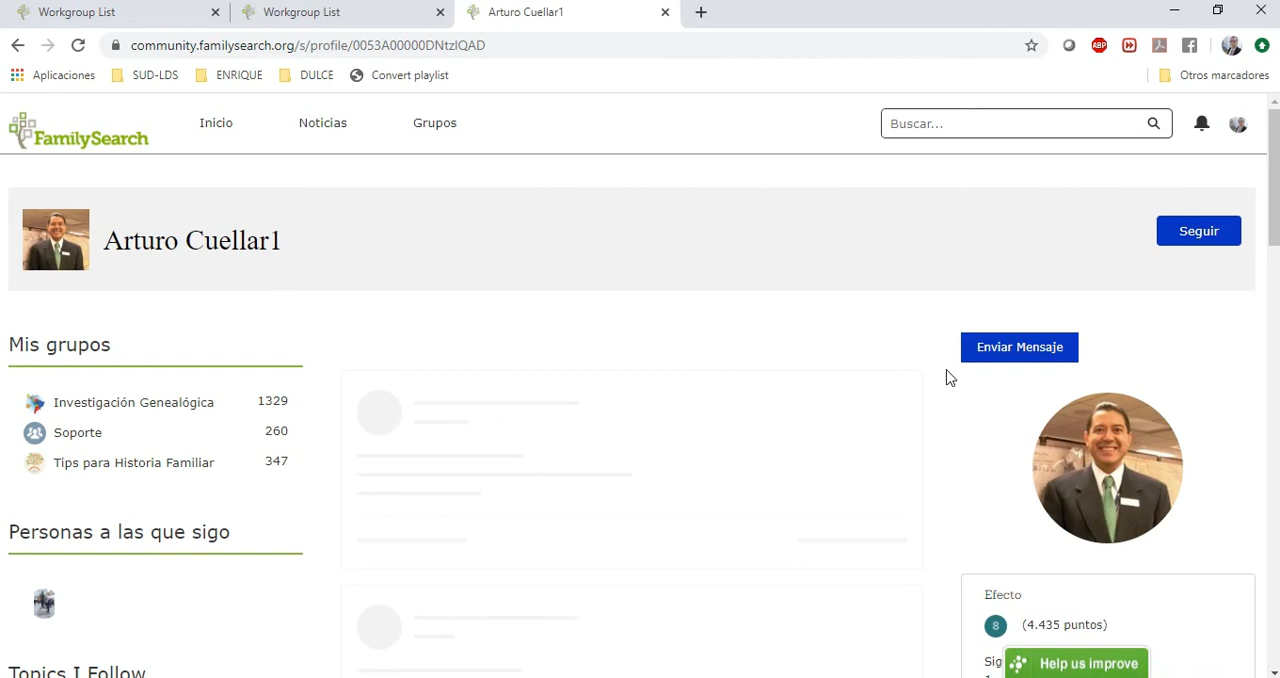 Workgroup List
Workgroup List
Arturo Cuellar1
community.familysearch.org/s/profile/0053A00000DNtzIQAD
ABP
Aplicaciones
SUD-LDS
ENRIQUE
DULCE
Convert playlist
Otros marcadores
FamilySearch
Inicio
Noticias
Grupos
Buscar...
Arturo Cuellar1
Seguir
Mis grupos
Enviar Mensaje
Investigación Genealógica 1329
Soporte 260
Tips para Historia Familiar 347
Personas a las que sigo
Efecto
8 (4.435 puntos)
Sig
Help us improve
Topics I Follow